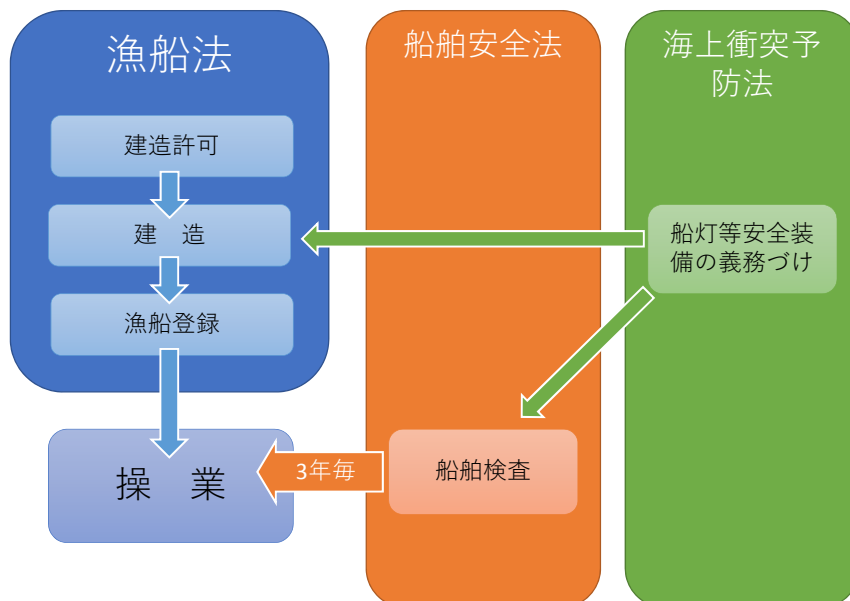 漁船法
建造許可
建　造
漁船登録
操　業
船舶安全法
3年毎
船舶検査
海上衝突予
防法
船灯等安全装
備の義務づけ